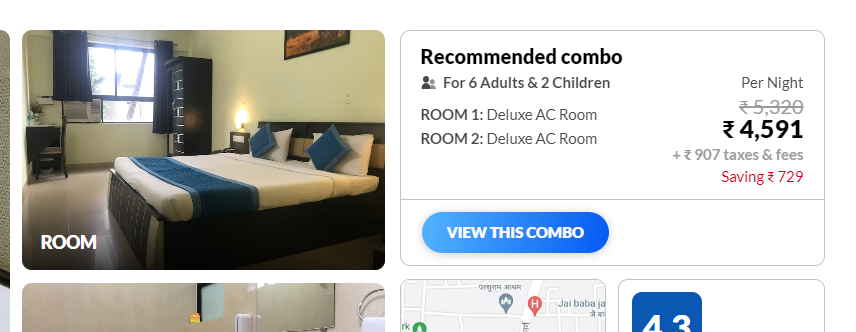 Recommended combo
For 6 Adults & 2 Children
Per Night
₹ 5,320
ROOM 1: Deluxe AC Room
₹ 4,591
ROOM 2: Deluxe AC Room
+ ₹ 907 taxes & fees
Saving ₹ 729
ROOM
VIEW THIS COMBO
परशुराम आश्रम
H
Jai baba ja
rk
4.3